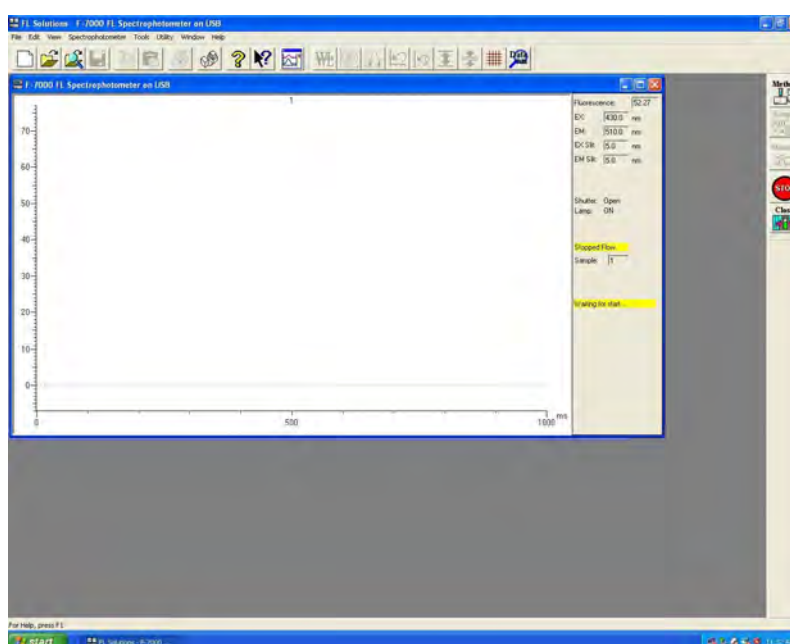 FL Solutions - F-7000 FL Spectrophotometer on USB
File Edit View Spectrophotometer Tools Utility Window Help
F-7000 FL Spectrophotometer on USB
1
70
60
50
40
30
20
10
0
0 500 1000 ms
Fluorescence: 52.27
EX: 430.0 nm
EM: 510.0 nm
EX Slit: 5.0 nm
EM Slit: 5.0 nm
Shutter: Open
Lamp: ON
Stopped Flow
Sample: 1
Waiting for start...
For Help, press F1
start
FL Solutions - F-7000 ...